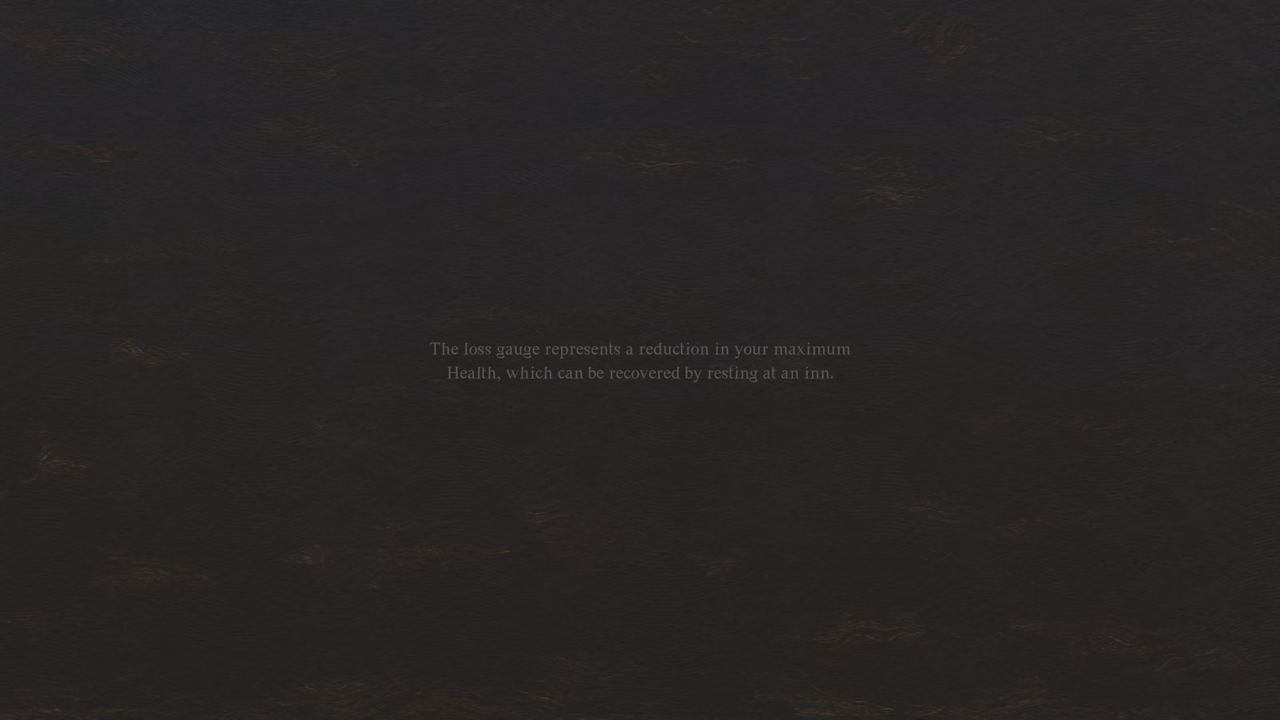 The loss gauge represents a reduction in your maximum
Health, which can be recovered by resting at an inn.